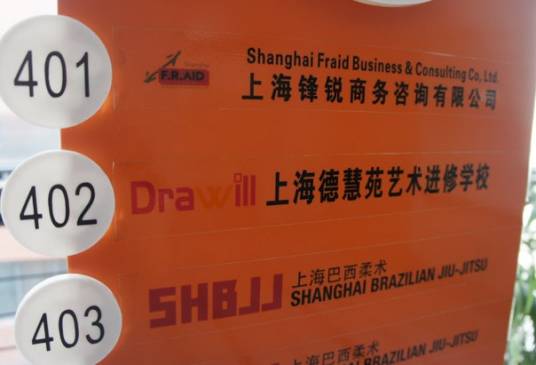 401
Shanghai
F.R.AID
Shanghai Fraid Business & Consulting Co, Ltd.
上海锋锐商务咨询有限公司
402
Drawill 上海德慧苑艺术进修学校
403
SHBJJ
上海巴西柔术
SHANGHAI BRAZILIAN JIU-JITSU
上海巴西柔术
BRAZILIAN JIU-JITSU